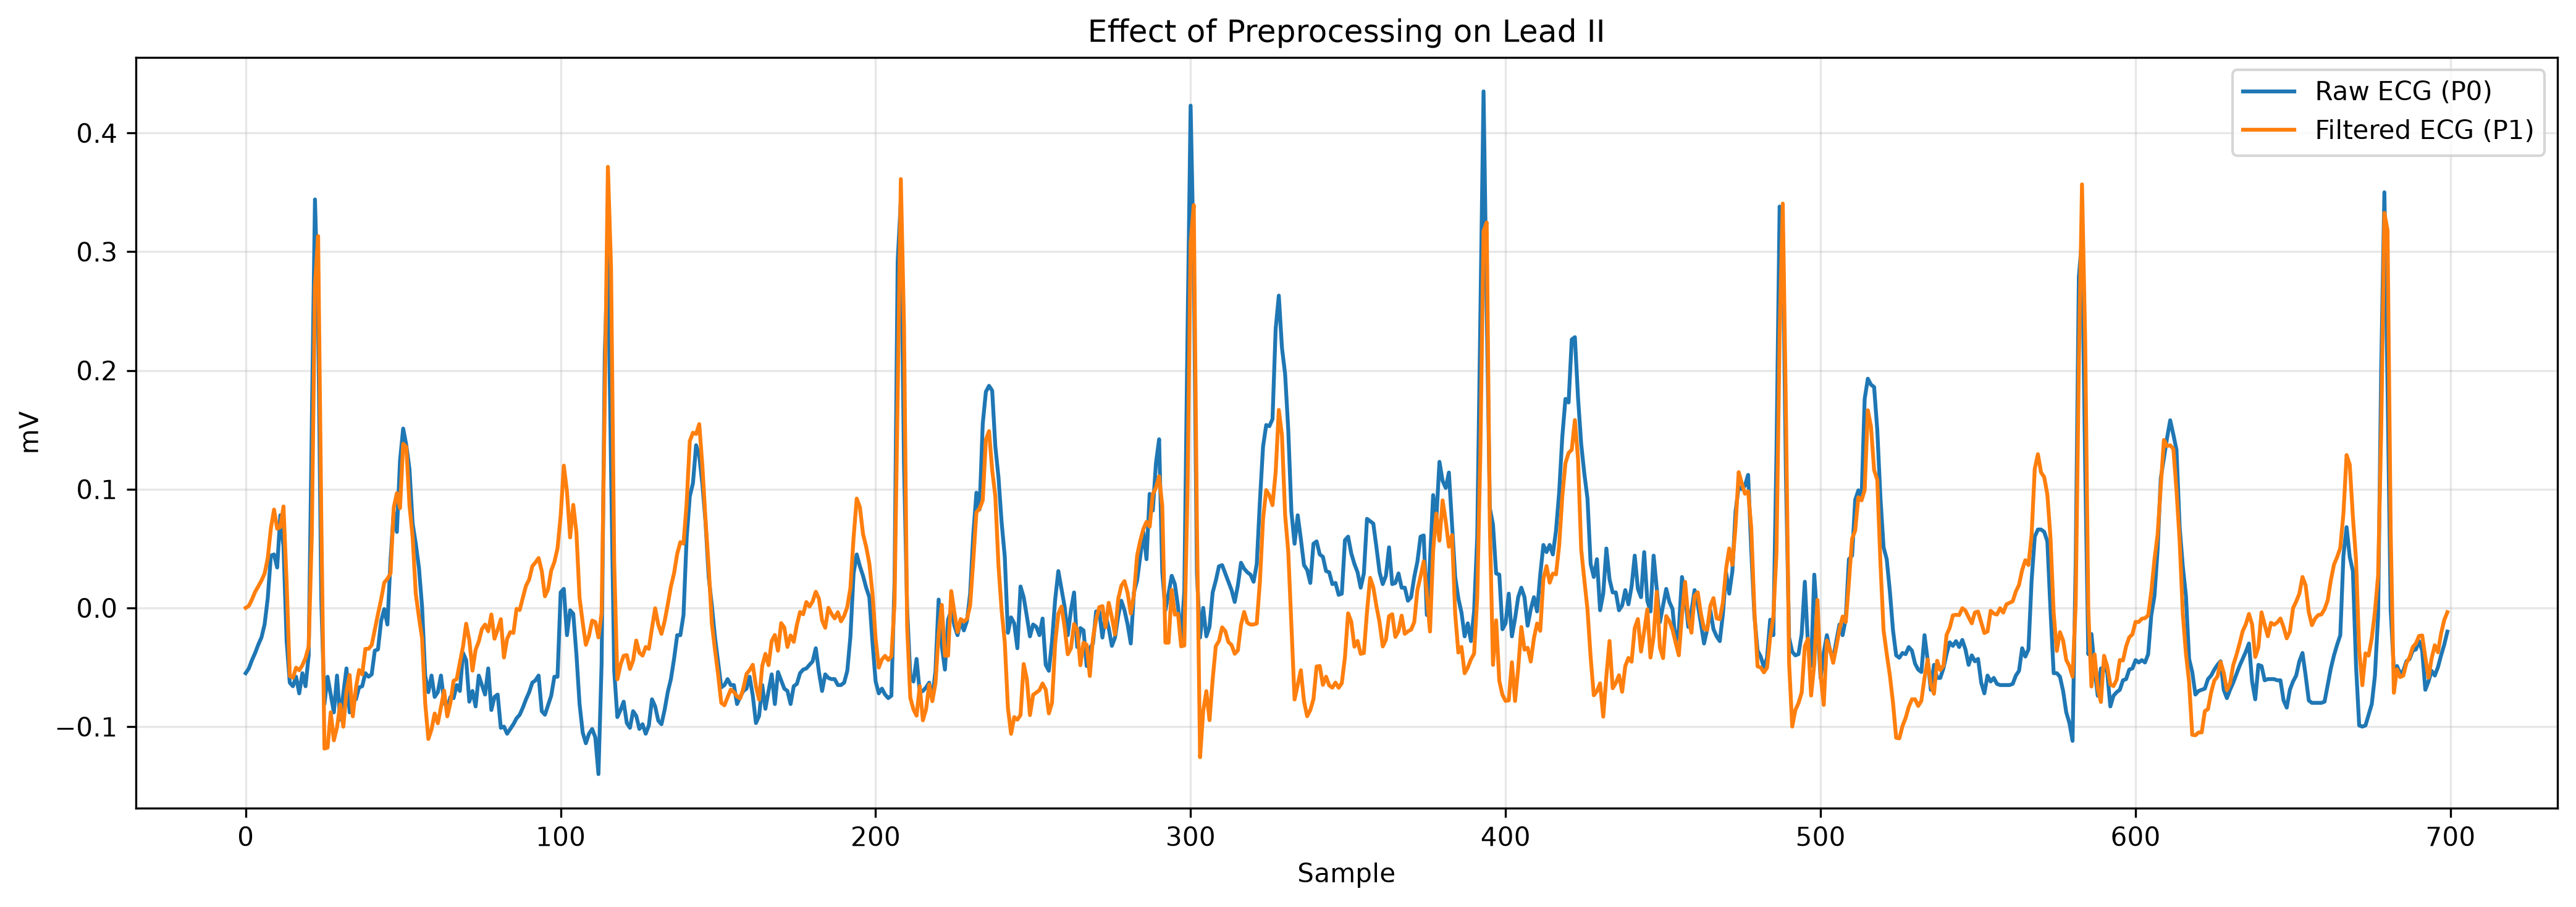 Effect of Preprocessing on Lead II
Raw ECG (P0)
Filtered ECG (P1)
0.4
0.3
0.2
0.1
0.0
−0.1
mV
0 100 200 300 400 500 600 700
Sample